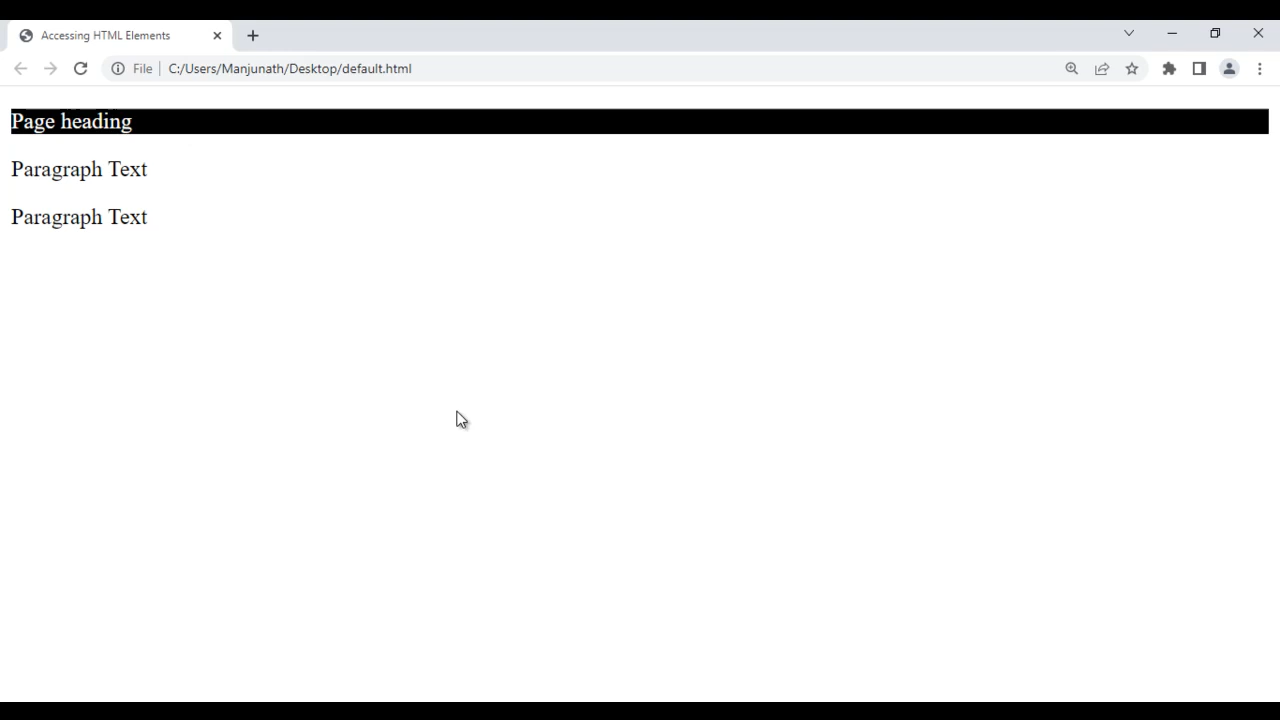 Accessing HTML Elements
File C:/Users/Manjunath/Desktop/default.html
Page heading
Paragraph Text
Paragraph Text